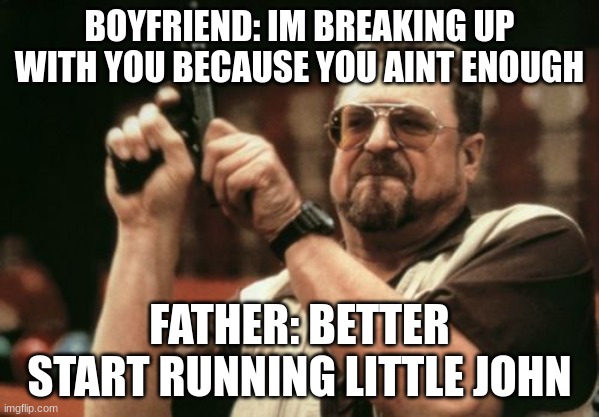 BOYFRIEND: IM BREAKING UP
WITH YOU BECAUSE YOU AINT ENOUGH
FATHER: BETTER
START RUNNING LITTLE JOHN
imgflip.com